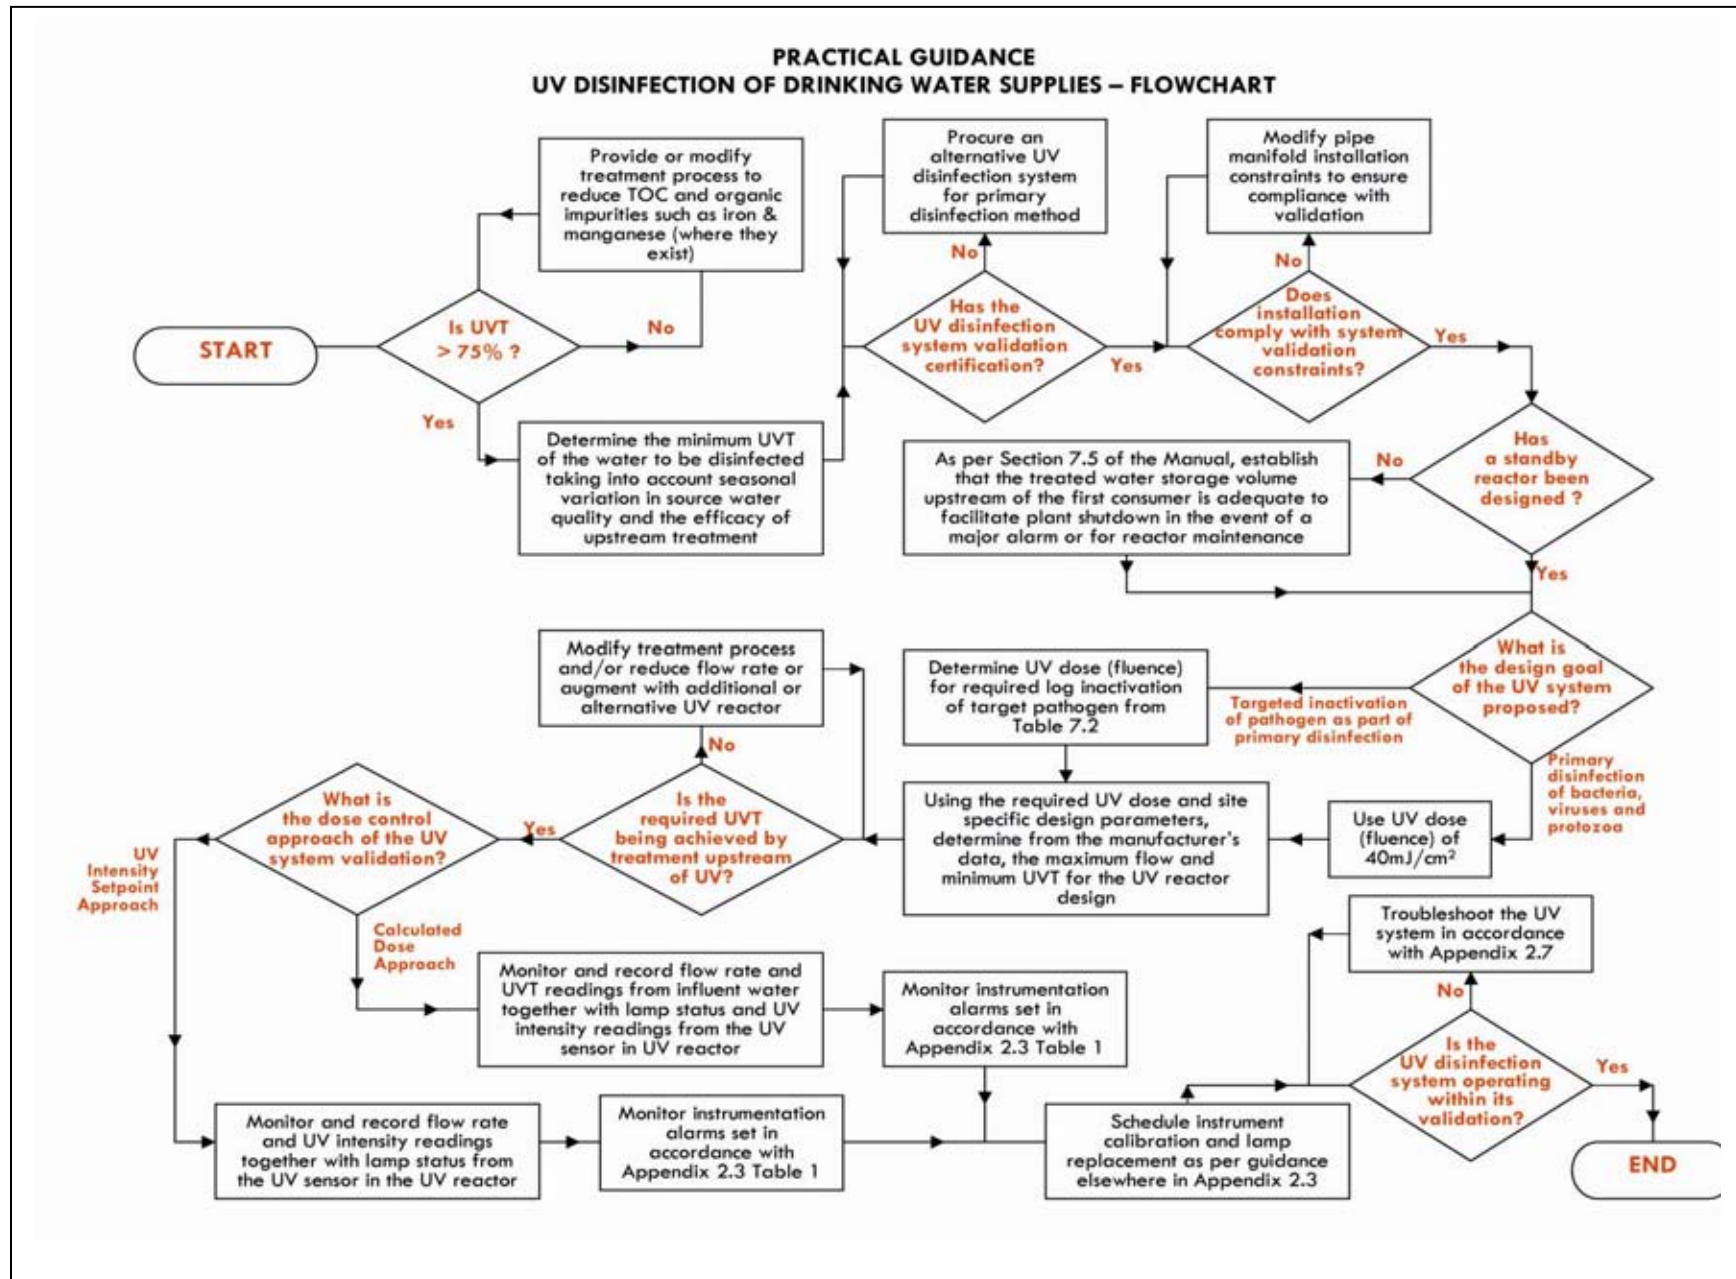 PRACTICAL GUIDANCE
UV DISINFECTION OF DRINKING WATER SUPPLIES – FLOWCHART
START
Is UVT
> 75% ?
No
Provide or modify
treatment process to
reduce TOC and organic
impurities such as iron &
manganese (where they
exist)
Yes
Determine the minimum UVT
of the water to be disinfected
taking into account seasonal
variation in source water
quality and the efficacy of
upstream treatment
Has the
UV disinfection
system validation
certification?
No
Procure an
alternative UV
disinfection system
for primary
disinfection method
Yes
Does
installation
comply with system
validation
constraints?
No
Modify pipe
manifold installation
constraints to ensure
compliance with
validation
Yes
Has
a standby
reactor been
designed ?
No
As per Section 7.5 of the Manual, establish
that the treated water storage volume
upstream of the first consumer is adequate to
facilitate plant shutdown in the event of a
major alarm or for reactor maintenance
Yes
What is
the design goal
of the UV system
proposed?
Targeted inactivation
of pathogen as part of
primary disinfection
Determine UV dose (fluence)
for required log inactivation
of target pathogen from
Table 7.2
Primary
disinfection
of bacteria,
viruses and
protozoa
Use UV dose
(fluence) of
40mJ/cm²
Using the required UV dose and site
specific design parameters,
determine from the manufacturer's
data, the maximum flow and
minimum UVT for the UV reactor
design
Is the
required UVT
being achieved by
treatment upstream
of UV?
No
Modify treatment process
and/or reduce flow rate or
augment with additional or
alternative UV reactor
Yes
What is
the dose control
approach of the UV
system validation?
UV
Intensity
Setpoint
Approach
Calculated
Dose
Approach
Monitor and record flow rate and
UVT readings from influent water
together with lamp status and UV
intensity readings from the UV
sensor in UV reactor
Monitor instrumentation
alarms set in
accordance with
Appendix 2.3 Table 1
Monitor and record flow rate
and UV intensity readings
together with lamp status from
the UV sensor in the UV reactor
Monitor instrumentation
alarms set in
accordance with
Appendix 2.3 Table 1
Schedule instrument
calibration and lamp
replacement as per guidance
elsewhere in Appendix 2.3
Is the
UV disinfection
system operating
within its
validation?
No
Troubleshoot the UV
system in accordance
with Appendix 2.7
Yes
END